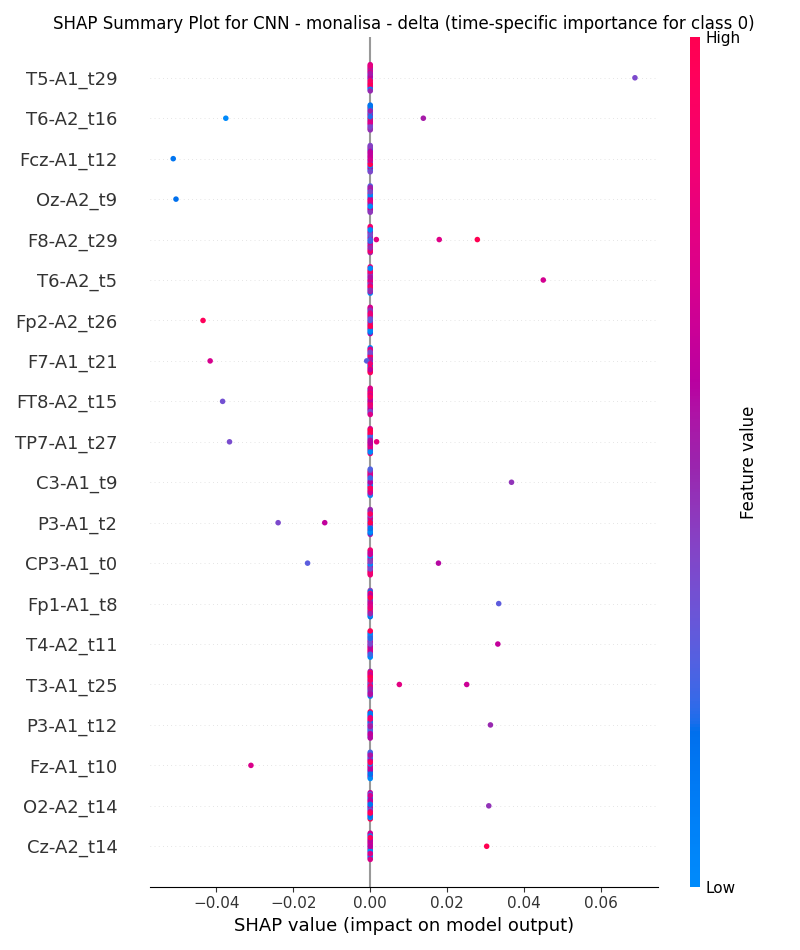 SHAP Summary Plot for CNN - monalisa - delta (time-specific importance for class 0)
High
T5-A1_t29
T6-A2_t16
Fcz-A1_t12
Oz-A2_t9
F8-A2_t29
T6-A2_t5
Fp2-A2_t26
F7-A1_t21
FT8-A2_t15
TP7-A1_t27
C3-A1_t9
P3-A1_t2
CP3-A1_t0
Fp1-A1_t8
T4-A2_t11
T3-A1_t25
P3-A1_t12
Fz-A1_t10
O2-A2_t14
Cz-A2_t14
Feature value
Low
−0.04 −0.02 0.00 0.02 0.04 0.06
SHAP value (impact on model output)